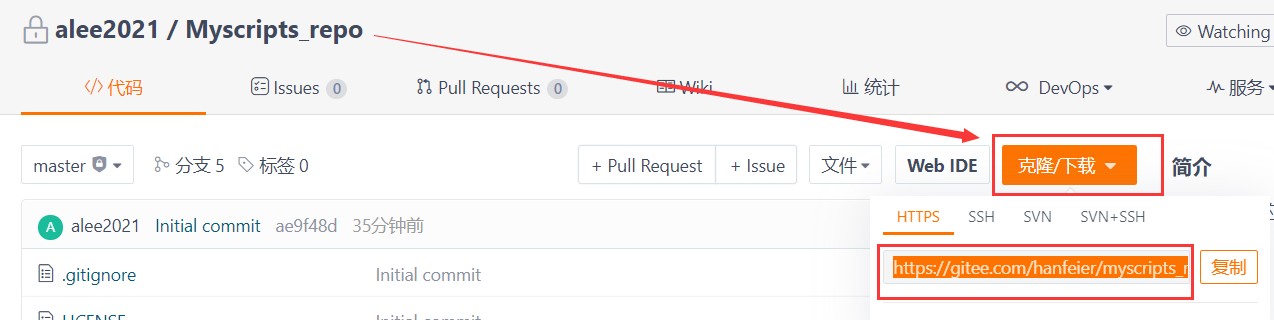 alee2021 / Myscripts_repo
Watching
</> 代码 Issues 0 Pull Requests 0 Wiki 统计 DevOps 服务
master 分支 5 标签 0 + Pull Request + Issue 文件 Web IDE 克隆/下载 简介
HTTPS SSH SVN SVN+SSH
A alee2021 Initial commit ae9f48d 35分钟前
https://gitee.com/hanfeier/myscripts_r 复制
.gitignore Initial commit
LICENSE Initial commit